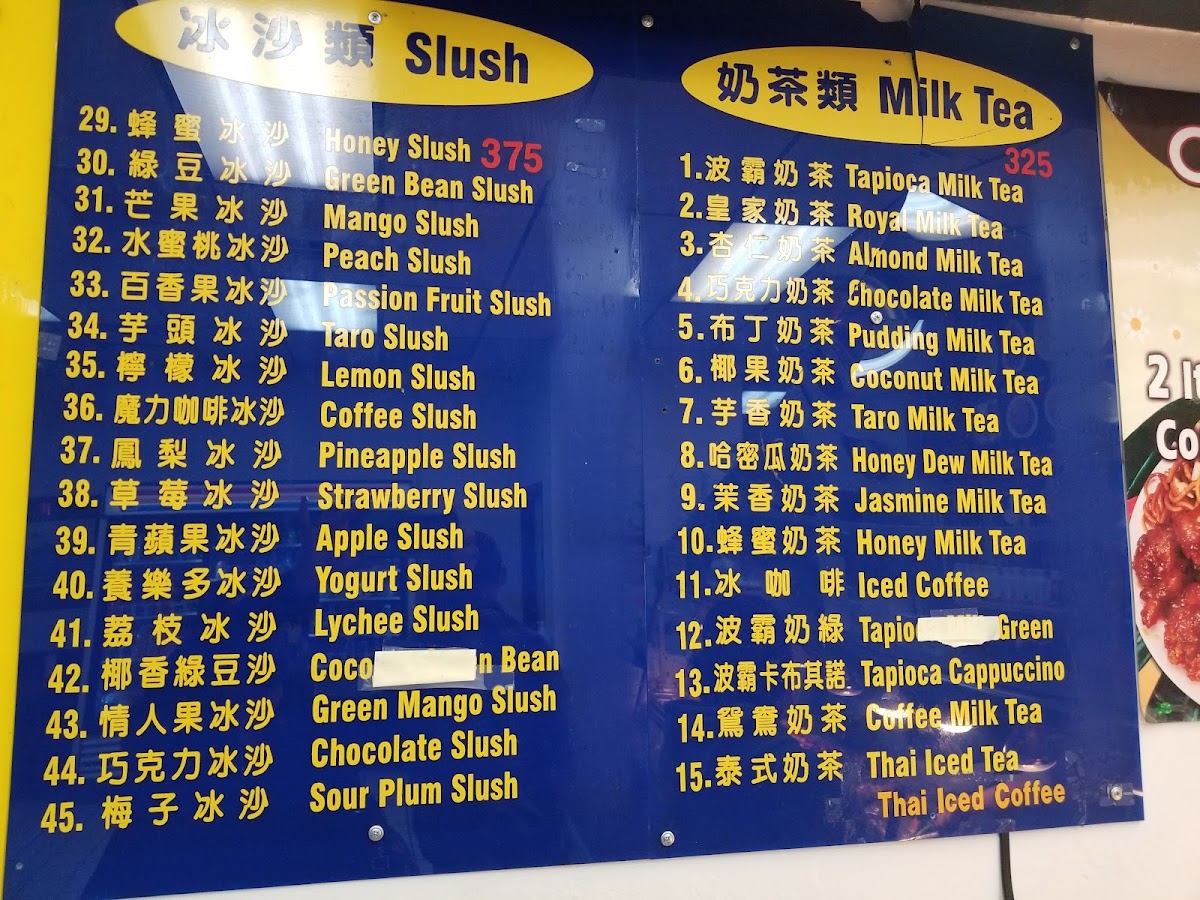 冰沙類 Slush
29. 蜂蜜冰沙 Honey Slush 375
30. 綠豆冰沙 Green Bean Slush
31. 芒果冰沙 Mango Slush
32. 水蜜桃冰沙 Peach Slush
33. 百香果冰沙 Passion Fruit Slush
34. 芋頭冰沙 Taro Slush
35. 檸檬冰沙 Lemon Slush
36. 魔力咖啡冰沙 Coffee Slush
37. 鳳梨冰沙 Pineapple Slush
38. 草莓冰沙 Strawberry Slush
39. 青蘋果冰沙 Apple Slush
40. 養樂多冰沙 Yogurt Slush
41. 荔枝冰沙 Lychee Slush
42. 椰香綠豆沙 Coco n Bean
43. 情人果冰沙 Green Mango Slush
44. 巧克力冰沙 Chocolate Slush
45. 梅子冰沙 Sour Plum Slush
奶茶類 Milk Tea
325
1. 波霸奶茶 Tapioca Milk Tea
2. 皇家奶茶 Royal Milk Tea
3. 杏仁奶茶 Almond Milk Tea
4. 巧克力奶茶 Chocolate Milk Tea
5. 布丁奶茶 Pudding Milk Tea
6. 椰果奶茶 Coconut Milk Tea
7. 芋香奶茶 Taro Milk Tea
8. 哈密瓜奶茶 Honey Dew Milk Tea
9. 茉香奶茶 Jasmine Milk Tea
10. 蜂蜜奶茶 Honey Milk Tea
11. 冰咖啡 Iced Coffee
12. 波霸奶綠 Tapio Green
13. 波霸卡布其諾 Tapioca Cappuccino
14. 鴛鴦奶茶 Coffee Milk Tea
15. 泰式奶茶 Thai Iced Tea
Thai Iced Coffee
2 It
Co